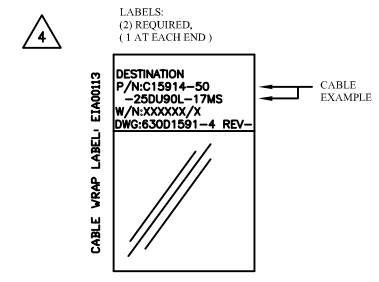 LABELS:
(2) REQUIRED,
( 1 AT EACH END )
4
CABLE WRAP LABEL: EIA00113
DESTINATION
P/N:C15914-50
-25DU90L-17MS
W/N:XXXXXX/X
DWG:630D1591-4 REV-
CABLE
EXAMPLE